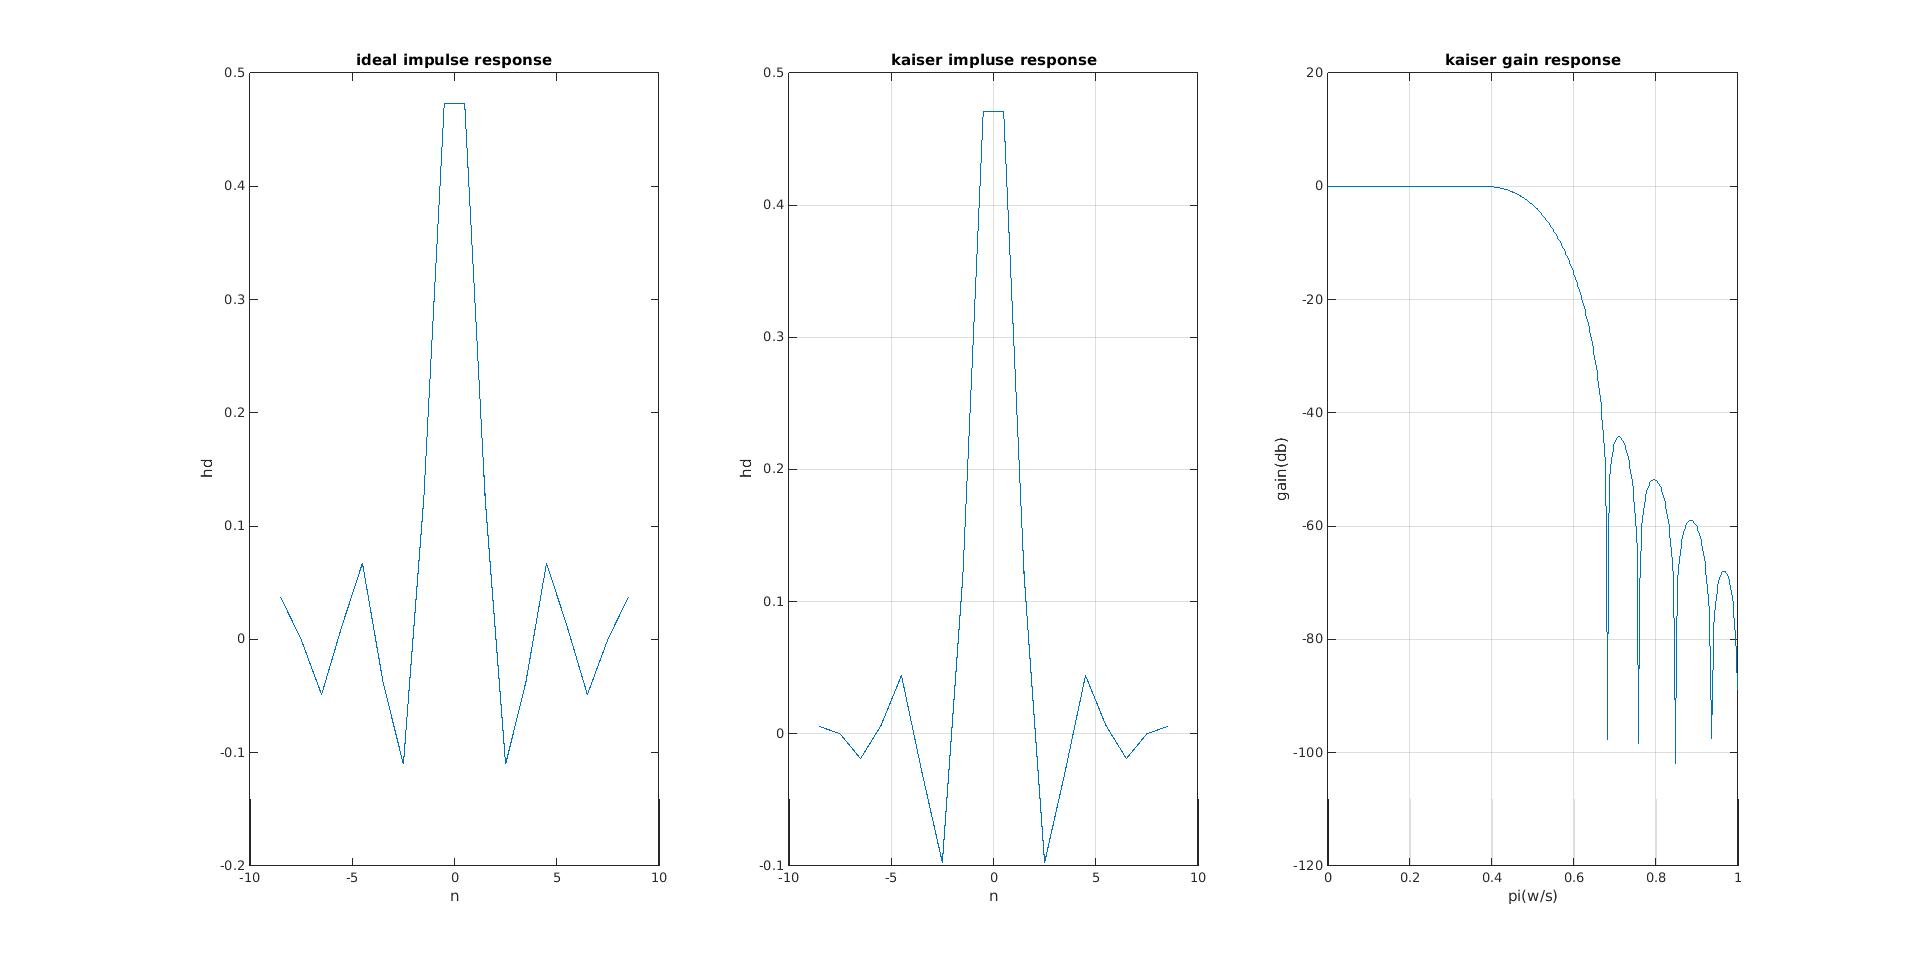 ideal impulse response
0.5
0.4
0.3
0.2
0.1
0
-0.1
-0.2
hd
-10 -5 0 5 10
n
kaiser impluse response
0.5
0.4
0.3
0.2
0.1
0
-0.1
hd
-10 -5 0 5 10
n
kaiser gain response
20
0
-20
-40
-60
-80
-100
-120
gain(db)
0 0.2 0.4 0.6 0.8 1
pi(w/s)